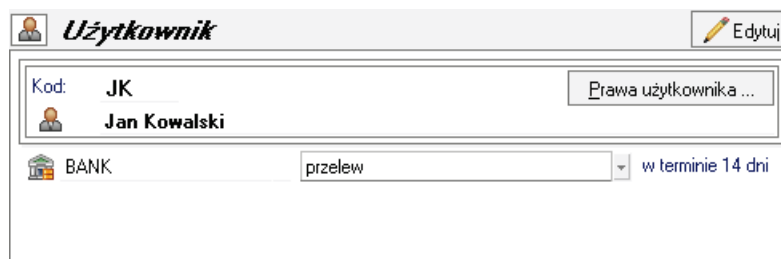 Użytkownik
Edytuj
Kod: JK
Prawa użytkownika ...
Jan Kowalski
BANK przelew w terminie 14 dni